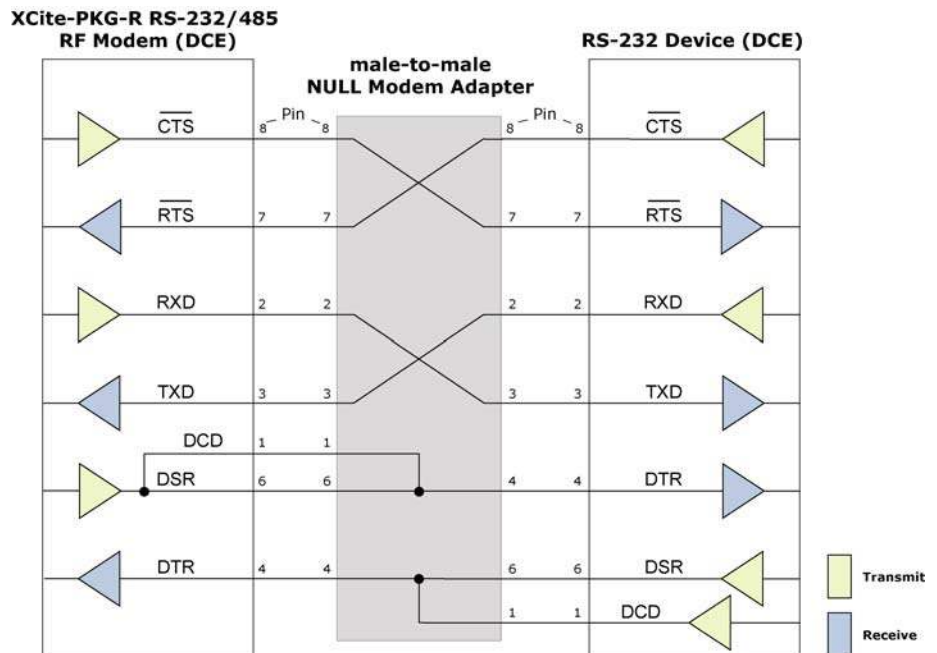 XCite-PKG-R RS-232/485
RF Modem (DCE)
male-to-male
NULL Modem Adapter
RS-232 Device (DCE)
CTS 8 Pin 8 8 Pin 8 CTS
RTS 7 7 7 7 RTS
RXD 2 2 2 2 RXD
TXD 3 3 3 3 TXD
DCD 1 1
DSR 6 6 4 4 DTR
DTR 4 4 6 6 DSR
1 1 DCD
Transmit
Receive